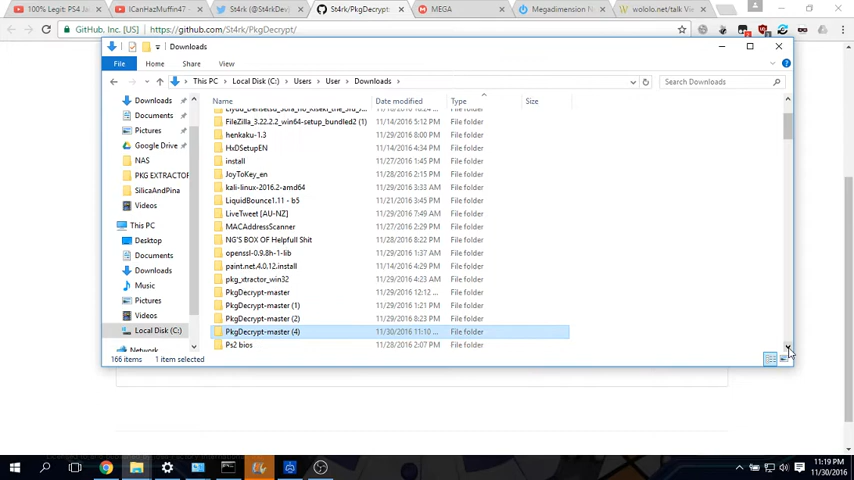 100% Legit: PS4 Ja
ICanHazMuffin47
Twitter St4rk (@St4rkDev)
St4rk/PkgDecrypt
MEGA
Megadimension N
wololo.net/talk Vie
GitHub, Inc. [US] https://github.com/St4rk/PkgDecrypt/
Downloads
File Home Share View
This PC Local Disk (C:) Users User Downloads
Search Downloads
Name Date modified Type Size
Downloads
Documents
Pictures
Google Drive
NAS
PKG EXTRACTOR
SilicaAndPina
Videos
This PC
Desktop
Documents
Downloads
Music
Pictures
Videos
Local Disk (C:)
Network
FileZilla_3.22.2.2_win64-setup_bundled2 (1) 11/14/2016 5:12 PM File folder
henkaku-1.3 11/29/2016 8:00 PM File folder
HxDSetupEN 11/14/2016 4:34 PM File folder
install 11/27/2016 1:45 PM File folder
JoyToKey_en 11/28/2016 2:15 PM File folder
kali-linux-2016.2-amd64 11/29/2016 3:33 AM File folder
LiquidBounce1.11 - b5 11/21/2016 3:45 PM File folder
LiveTweet [AU-NZ] 11/29/2016 7:49 AM File folder
MACAddressScanner 11/27/2016 2:29 PM File folder
NG'S BOX OF Helpfull Shit 11/28/2016 8:22 PM File folder
openssl-0.9.8h-1-lib 11/29/2016 1:37 AM File folder
paint.net.4.0.12.install 11/14/2016 4:29 PM File folder
pkg_xtractor_win32 11/29/2016 4:23 AM File folder
PkgDecrypt-master 11/29/2016 12:12 ... File folder
PkgDecrypt-master (1) 11/29/2016 1:21 PM File folder
PkgDecrypt-master (2) 11/29/2016 8:23 PM File folder
PkgDecrypt-master (4) 11/30/2016 11:10 ... File folder
Ps2 bios 11/28/2016 2:07 PM File folder
166 items 1 item selected
11:19 PM
11/30/2016